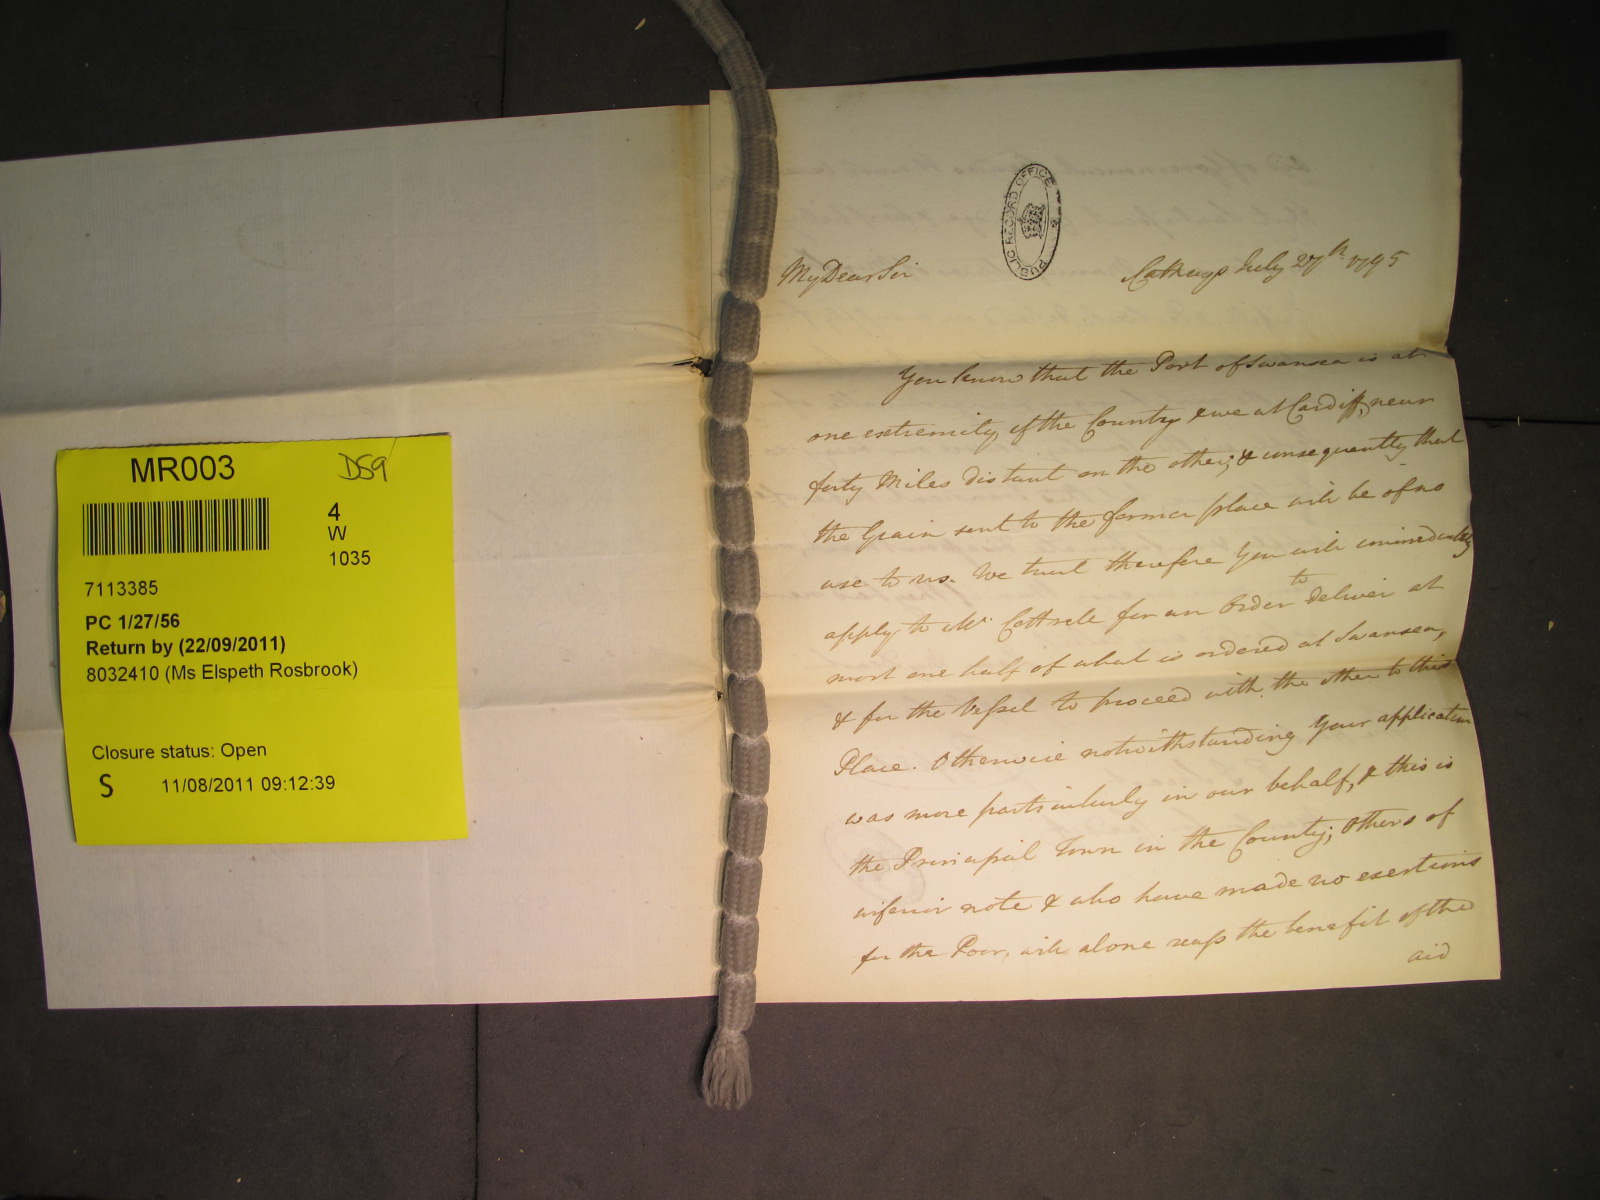 MR003
DS9
4
W
1035
7113385
PC 1/27/56
Return by (22/09/2011)
8032410 (Ms Elspeth Rosbrook)
Closure status: Open
S 11/08/2011 09:12:39
PUBLIC RECORD OFFICE
My Dear Sir Cathays July 27th 1795
You know that the Port of Swansea is at
one extremity of the County & we at Cardiff, near
forty Miles distant on the other; & consequently that
the Grain sent to the former place will be of no
use to us. We trust therefore You will immediately
apply to Mr. Cottrele for an Order to deliver at
most one half of what is ordered at Swansea,
& for the Vessel to proceed with the other to this
Place. Otherwise notwithstanding Your application
was more particularly in our behalf, & this is
the Principal Town in the County; Others of
inferior note & who have made no exertions
for the Poor, will alone reap the benefit of the
aid